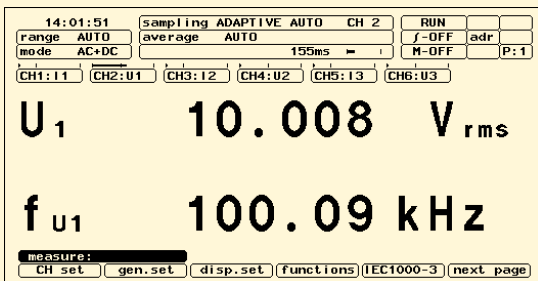 14:01:51 sampling ADAPTIVE AUTO CH 2 RUN
range AUTO average AUTO ∫-OFF adr
mode AC+DC 155ms M-OFF P:1
CH1:I1 CH2:U1 CH3:I2 CH4:U2 CH5:I3 CH6:U3
U1 10.008 Vrms
fU1 100.09 kHz
measure:
CH set gen.set disp.set functions IEC1000-3 next page